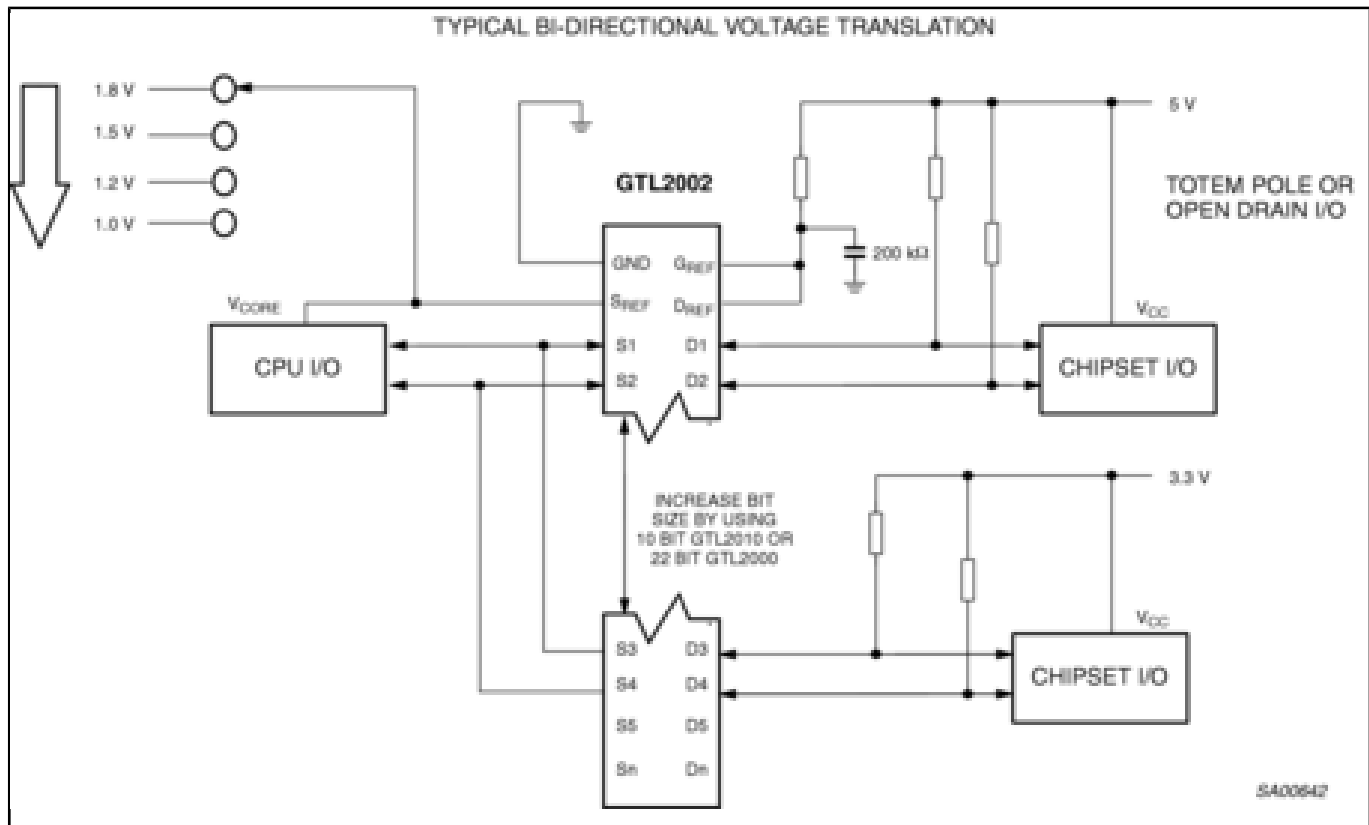 TYPICAL BI-DIRECTIONAL VOLTAGE TRANSLATION
1.8 V
1.5 V
1.2 V
1.0 V
5 V
GTL2002
TOTEM POLE OR
OPEN DRAIN I/O
200 kΩ
GND GREF
SREF DREF
S1 D1
S2 D2
VCORE
CPU I/O
VCC
CHIPSET I/O
INCREASE BIT
SIZE BY USING
10 BIT GTL2010 OR
22 BIT GTL2000
3.3 V
S3 D3
S4 D4
S5 D5
Sn Dn
VCC
CHIPSET I/O
SA00642